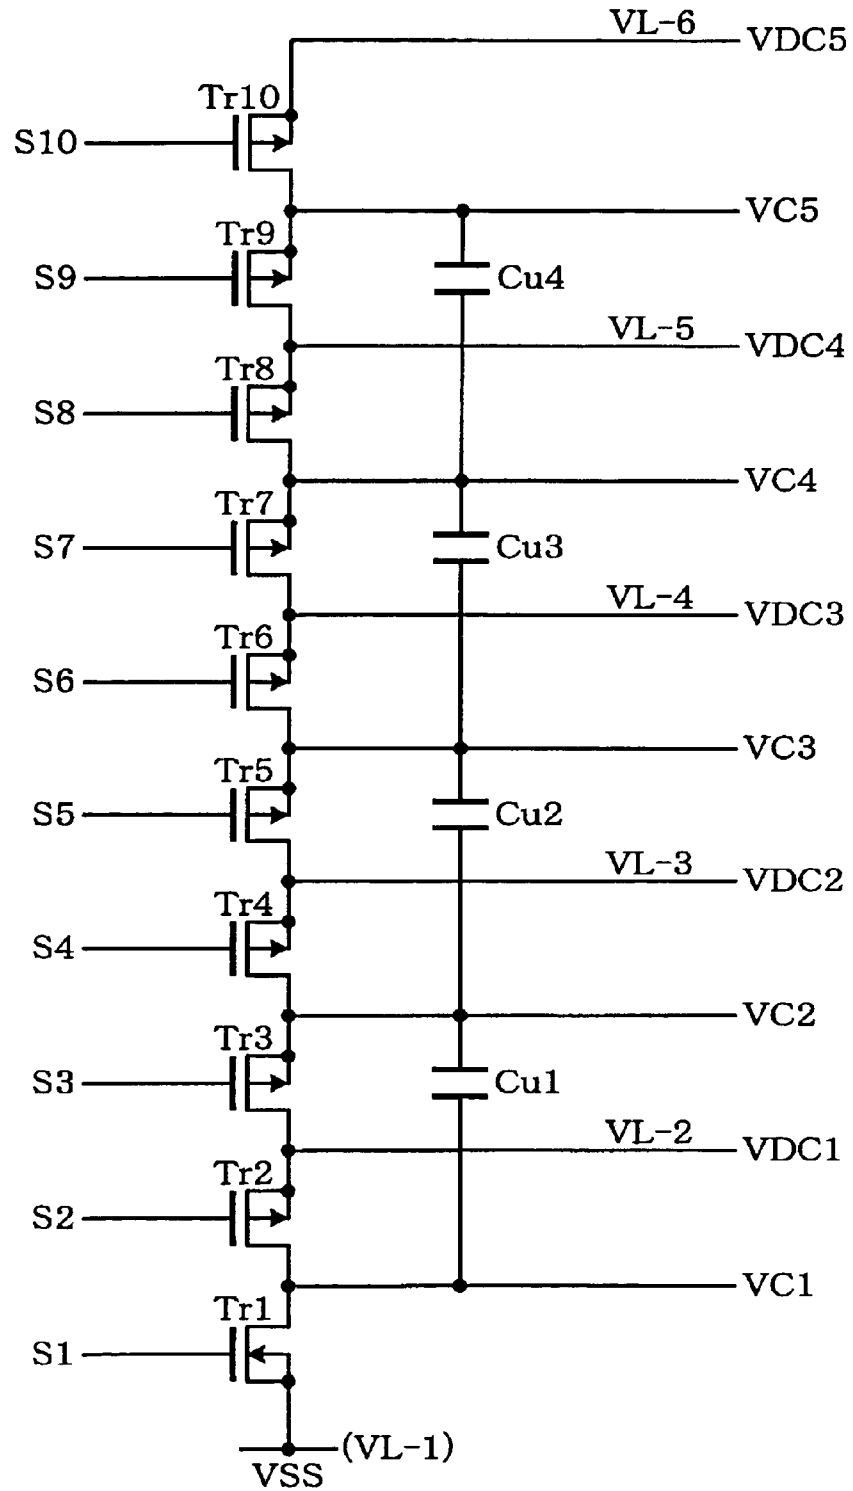 VL-6 VDC5
Tr10
S10
VC5
Tr9
S9 Cu4
VL-5 VDC4
Tr8
S8
VC4
Tr7
S7 Cu3
VL-4 VDC3
Tr6
S6
VC3
Tr5
S5 Cu2
VL-3 VDC2
Tr4
S4
VC2
Tr3
S3 Cu1
VL-2 VDC1
Tr2
S2
VC1
Tr1
S1
(VL-1)
VSS